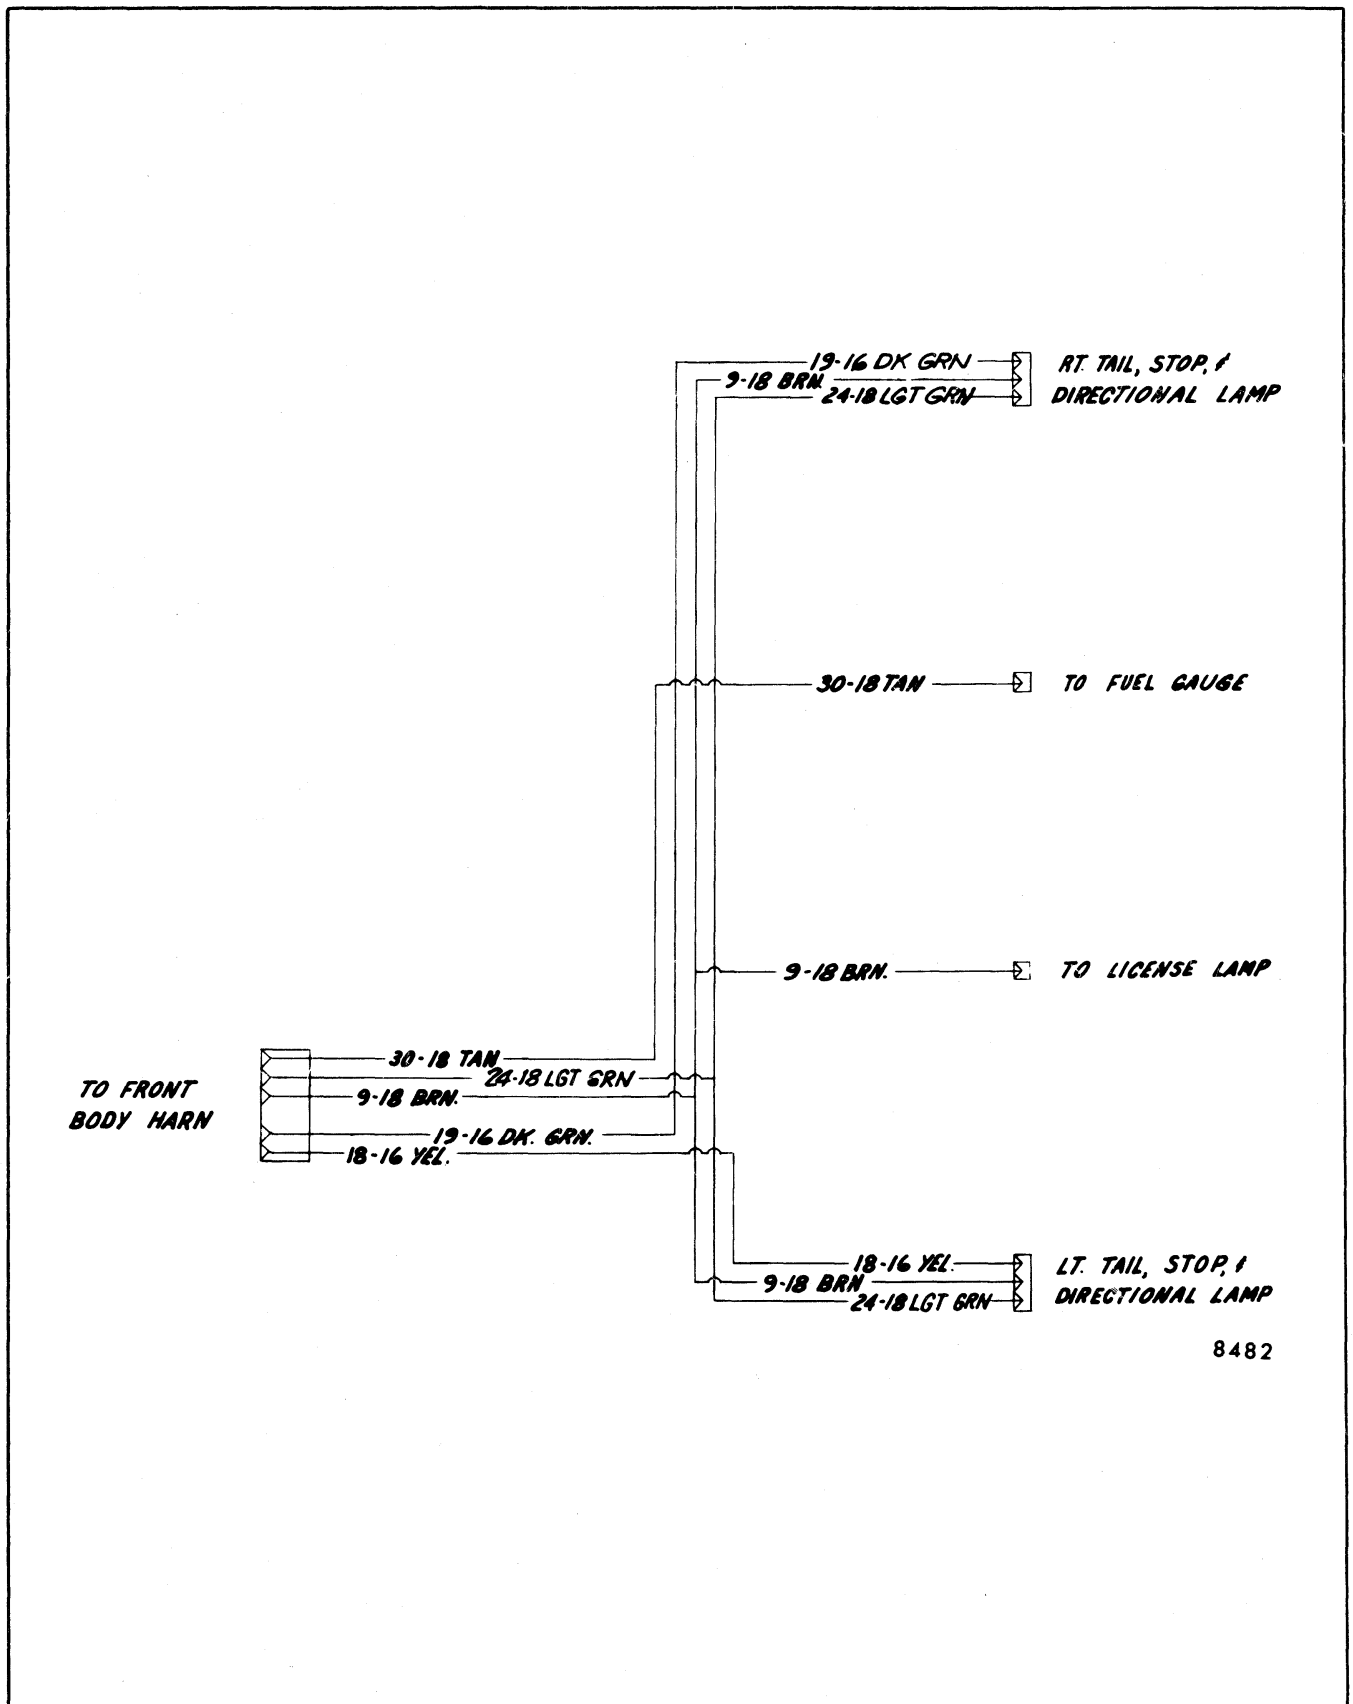 19-16 DK GRN
RT. TAIL, STOP, &
9-18 BRN.
24-18 LGT GRN
DIRECTIONAL LAMP
30-18 TAN
TO FUEL GAUGE
9-18 BRN.
TO LICENSE LAMP
30-18 TAN
24-18 LGT GRN
TO FRONT
9-18 BRN.
BODY HARN
19-16 DK. GRN.
18-16 YEL.
18-16 YEL.
LT. TAIL, STOP, &
9-18 BRN
24-18 LGT GRN
DIRECTIONAL LAMP
8482